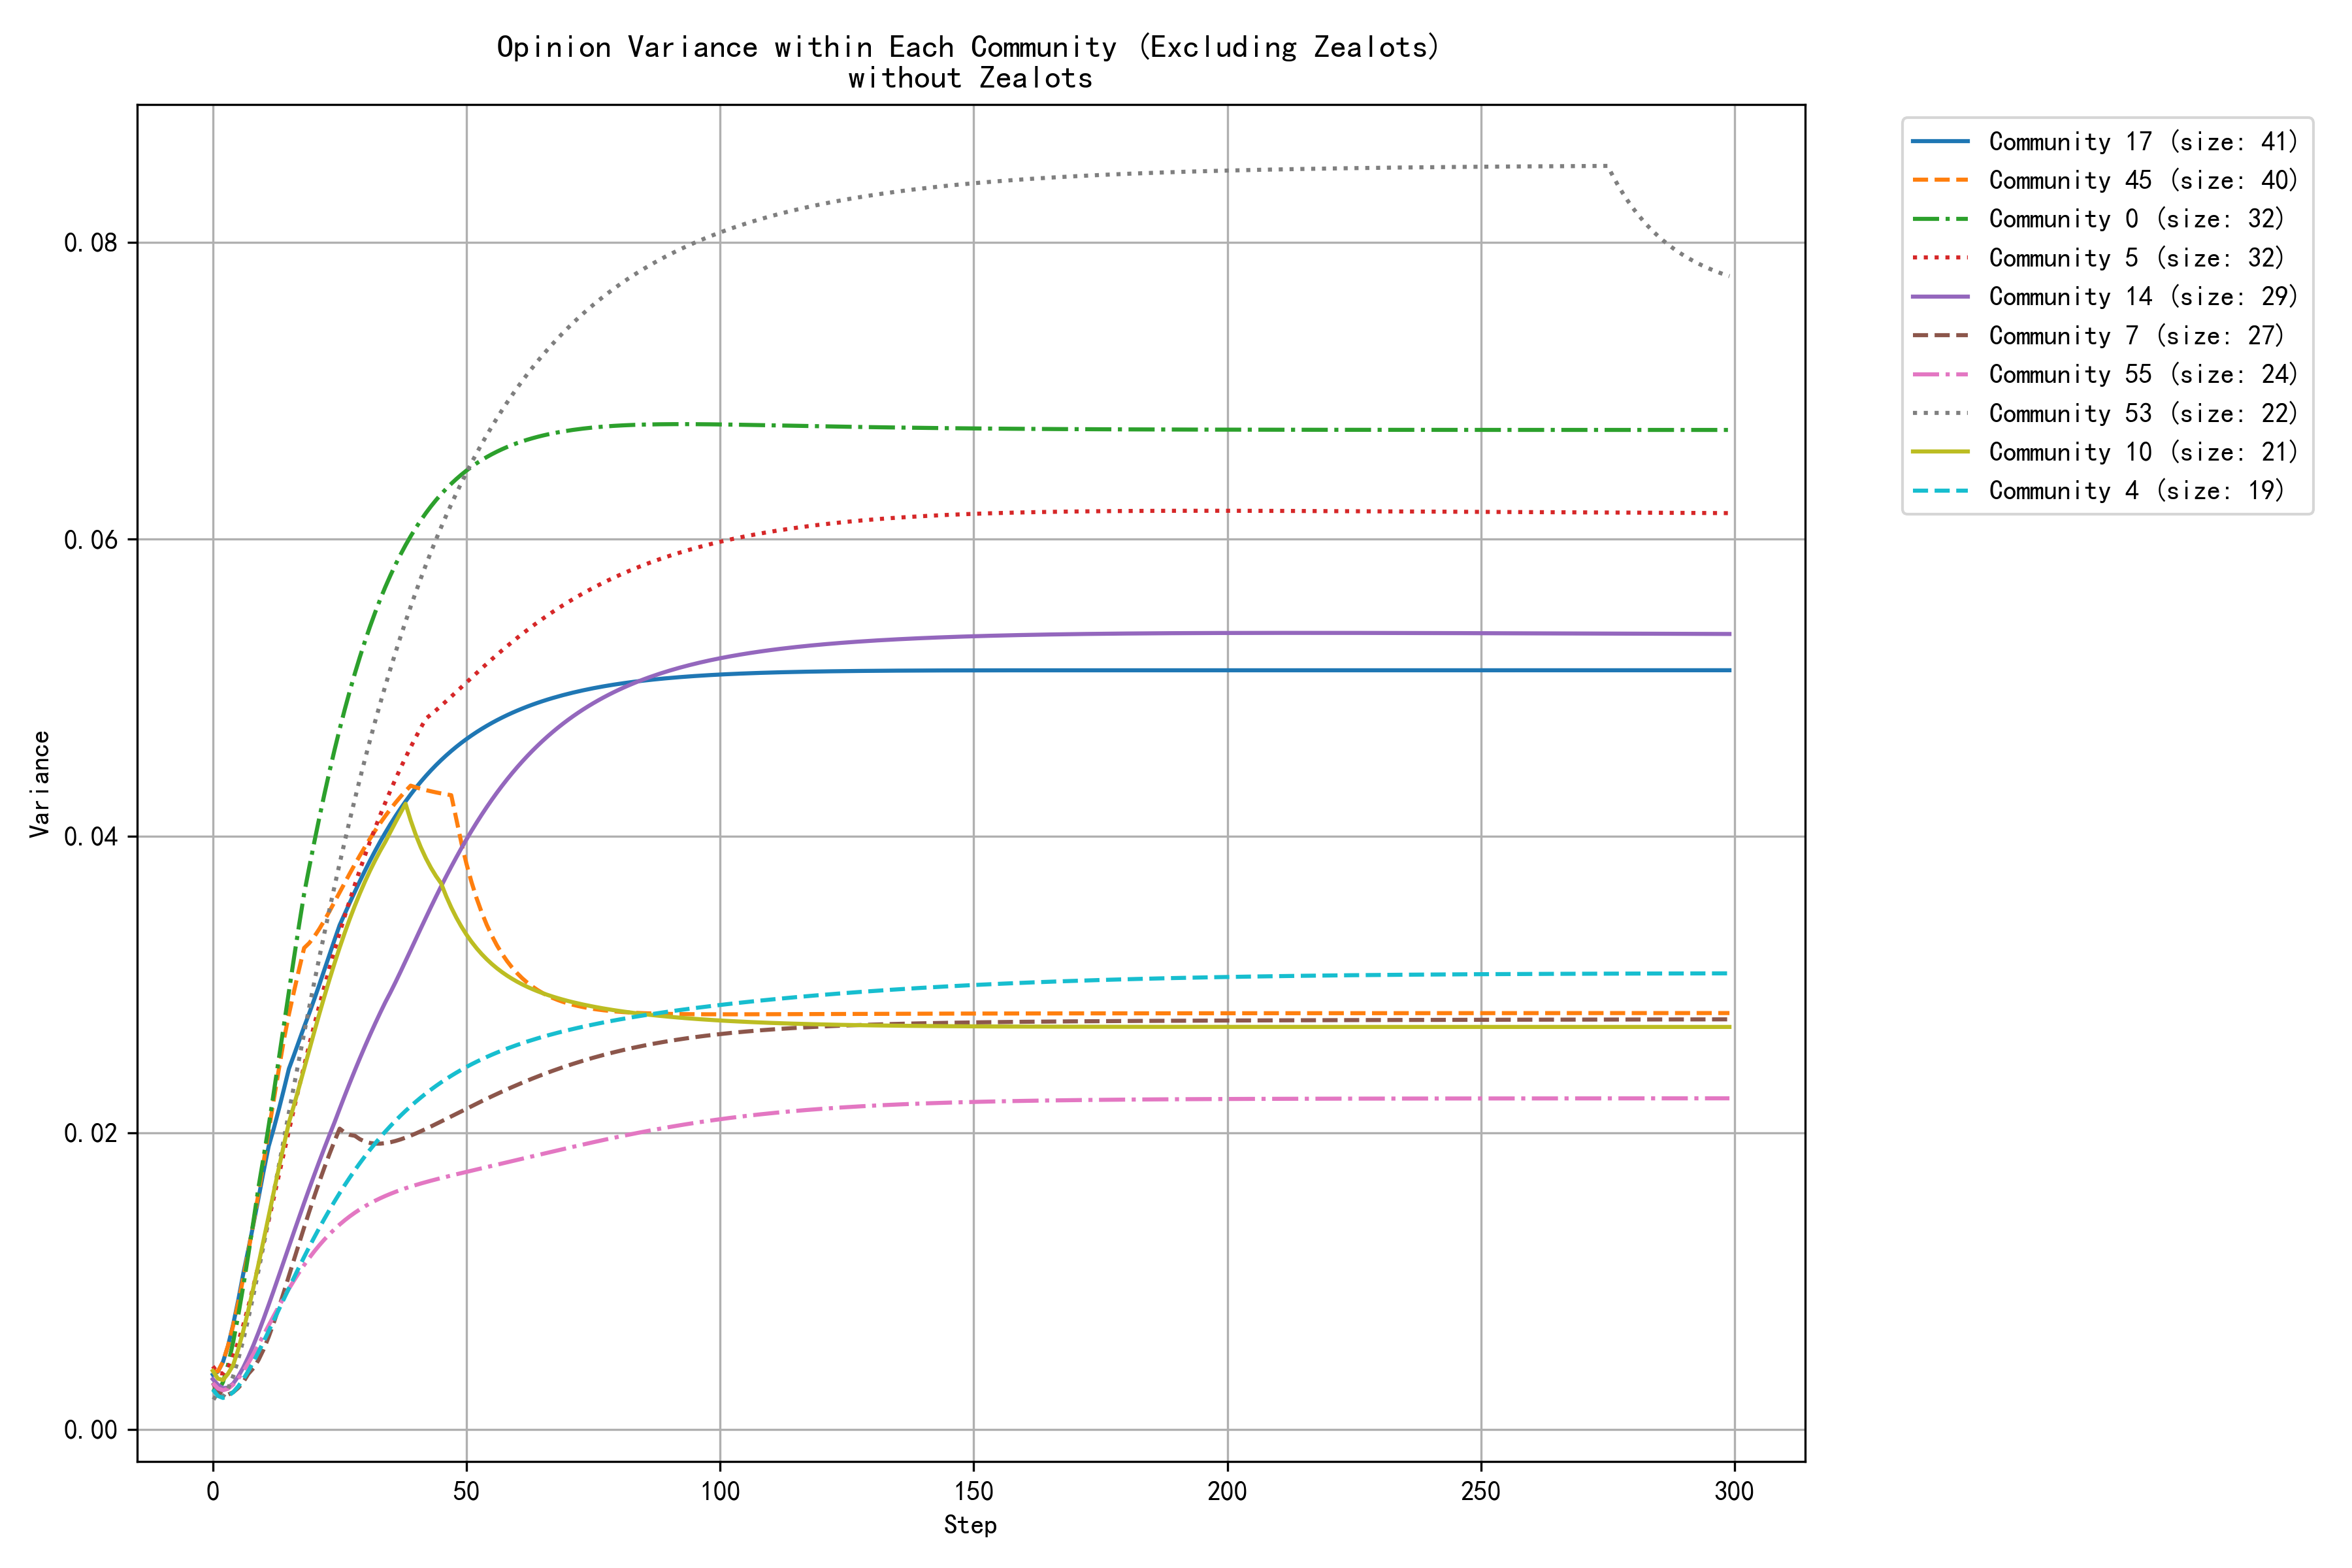 Opinion Variance within Each Community (Excluding Zealots)
without Zealots
Variance
0.08
0.06
0.04
0.02
0.00
0 50 100 150 200 250 300
Step
Community 17 (size: 41)
Community 45 (size: 40)
Community 0 (size: 32)
Community 5 (size: 32)
Community 14 (size: 29)
Community 7 (size: 27)
Community 55 (size: 24)
Community 53 (size: 22)
Community 10 (size: 21)
Community 4 (size: 19)